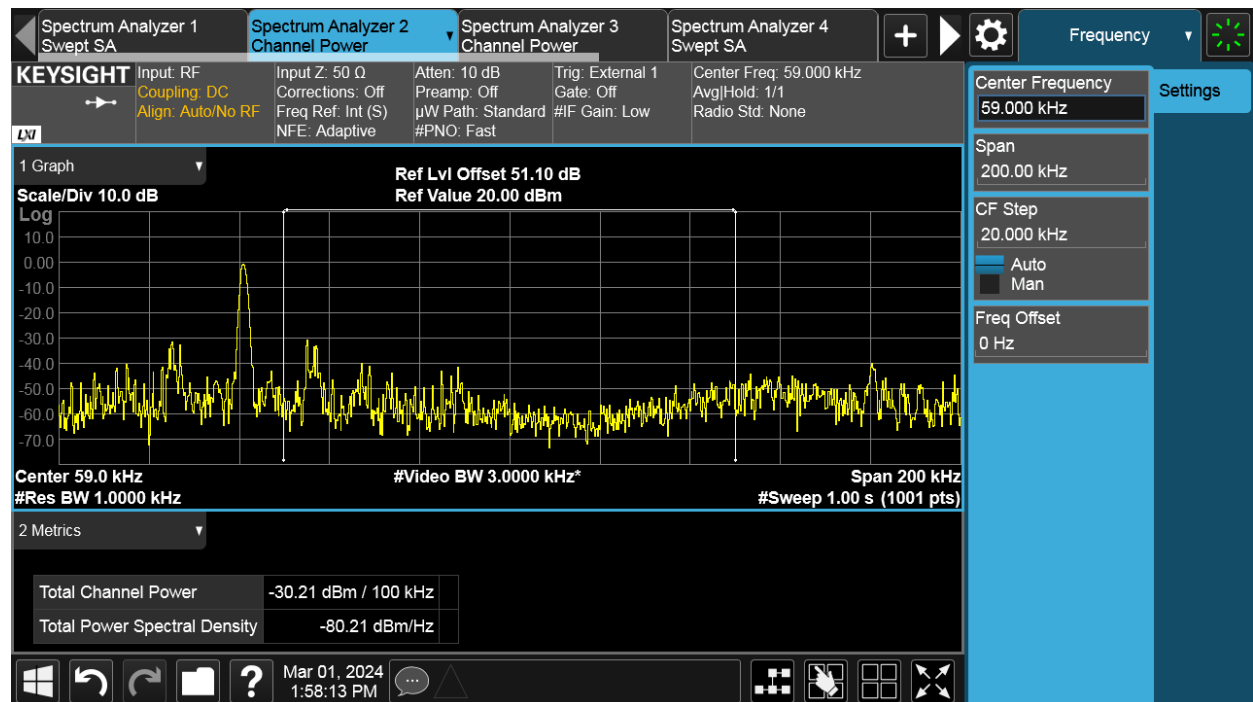 Spectrum Analyzer 1
Swept SA
Spectrum Analyzer 2
Channel Power
Spectrum Analyzer 3
Channel Power
Spectrum Analyzer 4
Swept SA
+
Frequency
KEYSIGHT
LXI
Input: RF
Coupling: DC
Align: Auto/No RF
Input Z: 50 Ω
Corrections: Off
Freq Ref: Int (S)
NFE: Adaptive
Atten: 10 dB
Preamp: Off
µW Path: Standard
#PNO: Fast
Trig: External 1
Gate: Off
#IF Gain: Low
Center Freq: 59.000 kHz
Avg|Hold: 1/1
Radio Std: None
Center Frequency
59.000 kHz
Settings
Span
200.00 kHz
CF Step
20.000 kHz
Auto
Man
Freq Offset
0 Hz
1 Graph
Scale/Div 10.0 dB
Ref Lvl Offset 51.10 dB
Ref Value 20.00 dBm
Log
10.0
0.00
-10.0
-20.0
-30.0
-40.0
-50.0
-60.0
-70.0
Center 59.0 kHz
#Video BW 3.0000 kHz*
Span 200 kHz
#Res BW 1.0000 kHz
#Sweep 1.00 s (1001 pts)
2 Metrics
Total Channel Power -30.21 dBm / 100 kHz
Total Power Spectral Density -80.21 dBm/Hz
?
Mar 01, 2024
1:58:13 PM